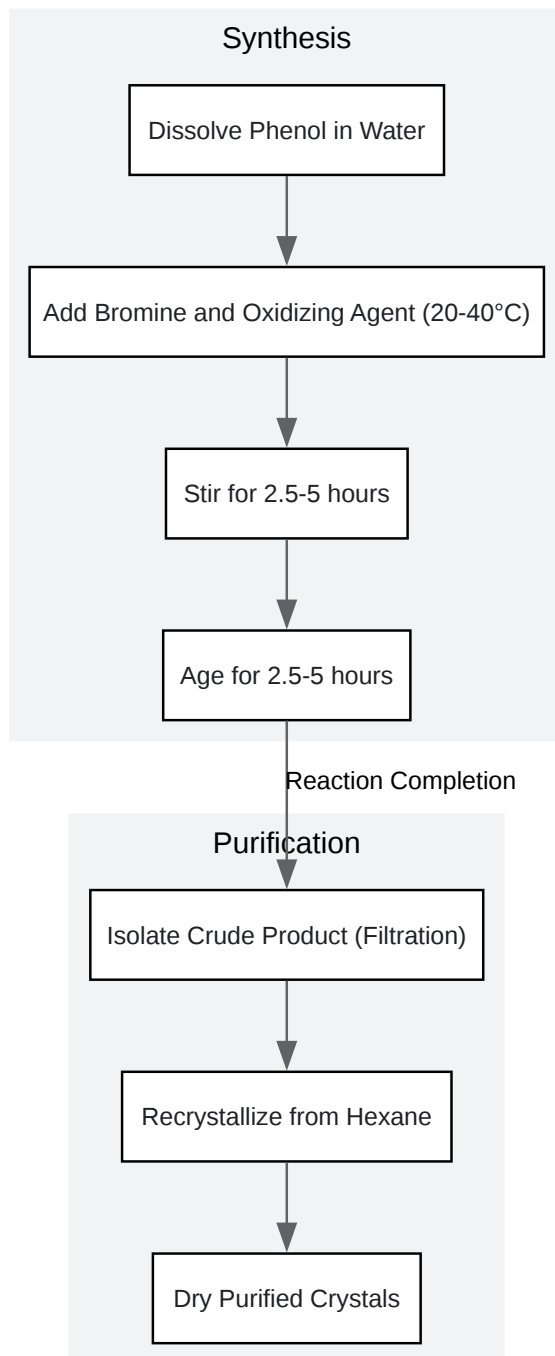 Synthesis
Dissolve Phenol in Water
Add Bromine and Oxidizing Agent (20-40°C)
Stir for 2.5-5 hours
Age for 2.5-5 hours
Reaction Completion
Purification
Isolate Crude Product (Filtration)
Recrystallize from Hexane
Dry Purified Crystals